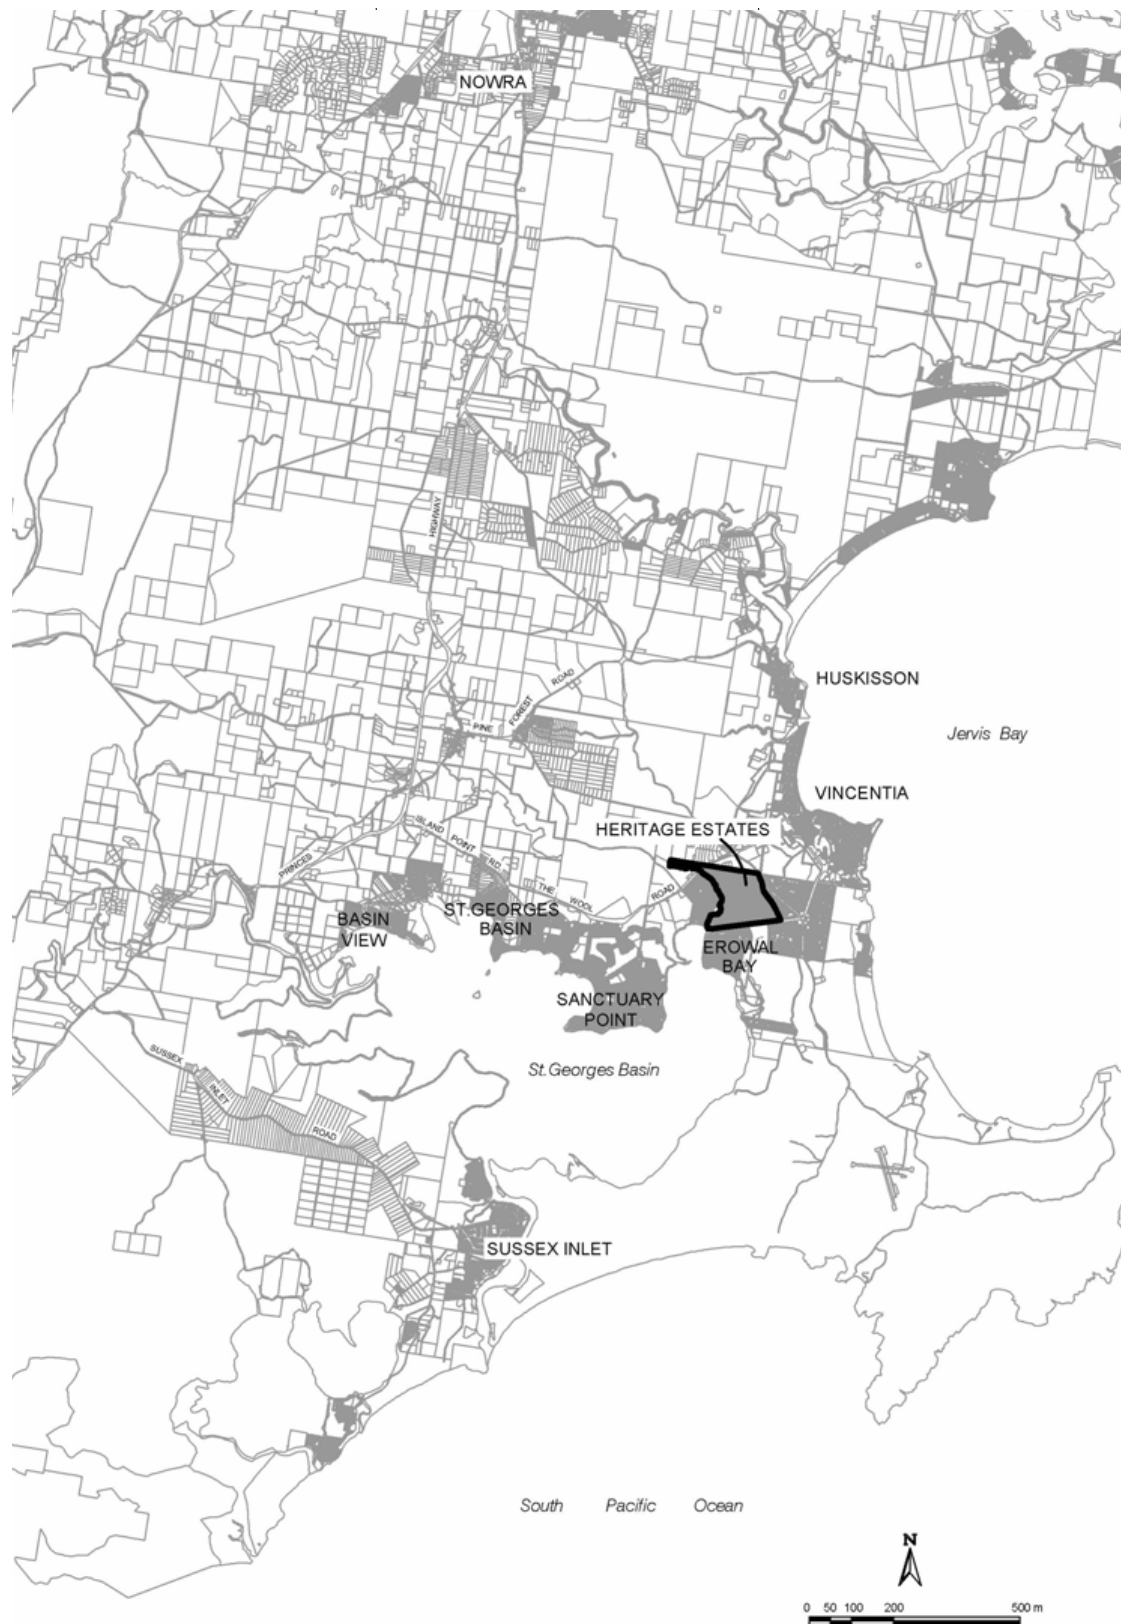 NOWRA
HIGHWAY
HUSKISSON
FOREST ROAD
PINE
Jervis Bay
VINCENTIA
HERITAGE ESTATES
ISLAND POINT RD.
PRINCES
THE WOOL ROAD
BASIN
VIEW
ST.GEORGES
BASIN
EROWAL
BAY
SANCTUARY
POINT
St.Georges Basin
SUSSEX INLET ROAD
SUSSEX INLET
South Pacific Ocean
N
0 50 100 200 500 m